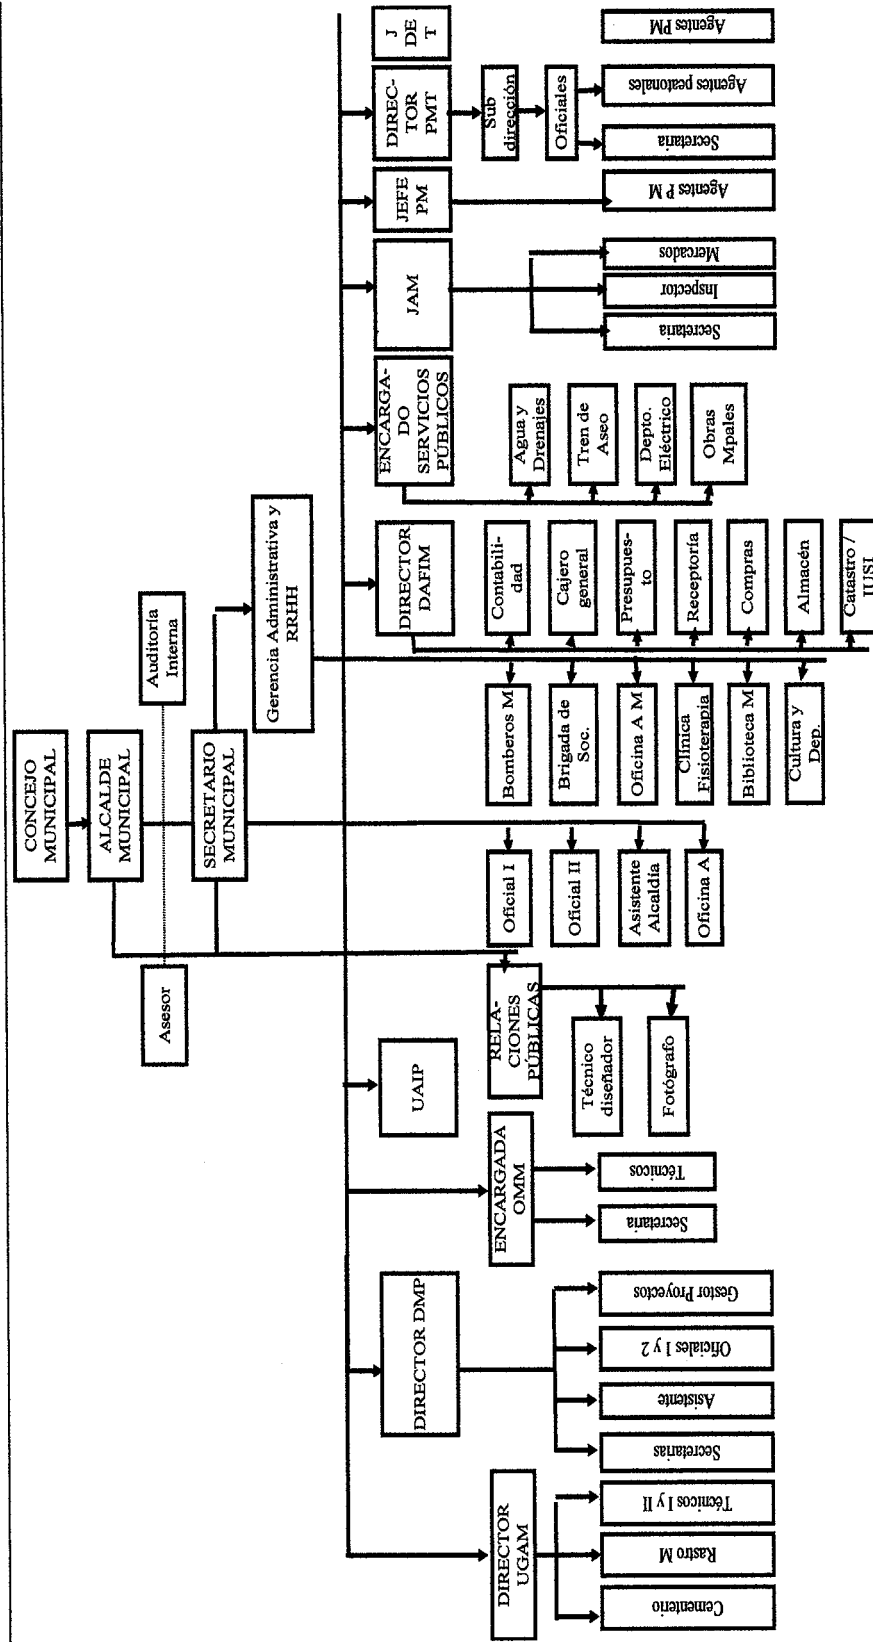 CONCEJO
MUNICIPAL
ALCALDE
MUNICIPAL
Asesor
Auditoría
Interna
SECRETARIO
MUNICIPAL
Gerencia Administrativa y
RRHH
DIRECTOR
UGAM
Cementerio
Rastro M
Técnicos I y II
DIRECTOR DMP
Secretarias
Asistente
Oficiales 1 y 2
Gestor Proyectos
ENCARGADA
OMM
Secretaria
Técnicos
UAIP
RELA-
CIONES
PÚBLICAS
Técnico
diseñador
Fotógrafo
Oficial I
Oficial II
Asistente
Alcaldía
Oficina A
Bomberos M
Brigada de
Soc.
Oficina A M
Clínica
Fisioterapia
Biblioteca M
Cultura y
Dep.
DIRECTOR
DAFIM
Contabili-
dad
Cajero
general
Presupues-
to
Receptoría
Compras
Almacén
Catastro /
IUSI
ENCARGA-
DO
SERVICIOS
PÚBLICOS
Agua y
Drenajes
Tren de
Aseo
Depto.
Eléctrico
Obras
Mpales
JAM
Secretaria
Inspector
Mercados
JEFE
PM
Agentes P M
DIREC-
TOR
PMT
Sub
dirección
Oficiales
Secretaria
Agentes peatonales
J
DE
T
Agentes PM